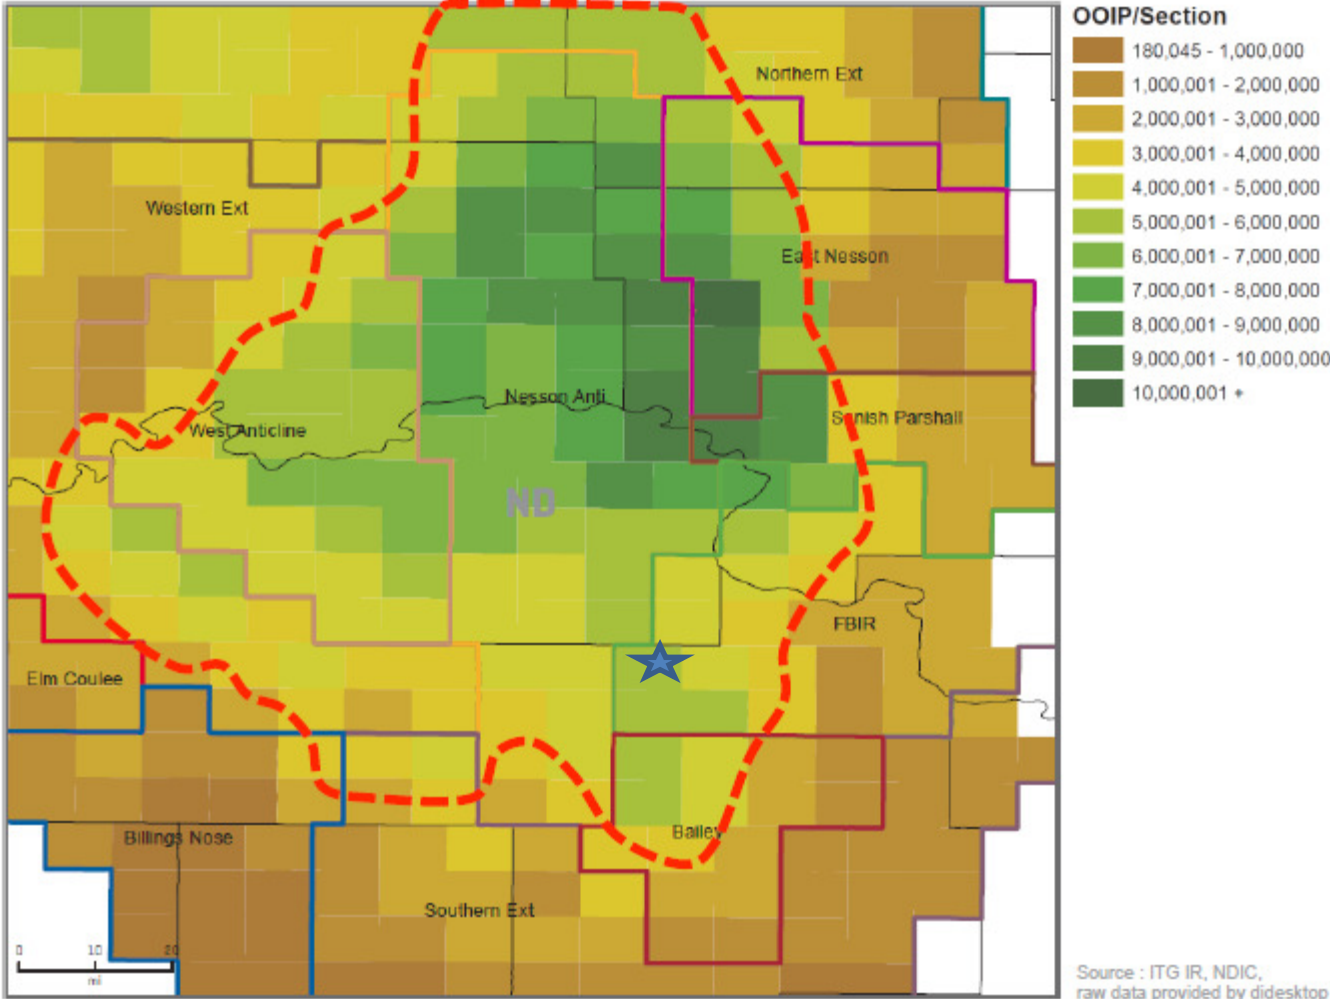 OOIP/Section
180,045 - 1,000,000
1,000,001 - 2,000,000
2,000,001 - 3,000,000
3,000,001 - 4,000,000
4,000,001 - 5,000,000
5,000,001 - 6,000,000
6,000,001 - 7,000,000
7,000,001 - 8,000,000
8,000,001 - 9,000,000
9,000,001 - 10,000,000
10,000,001 +
Northern Ext
Western Ext
East Nesson
Nesson Anti
West Anticline
Sanish Parshall
ND
FBIR
Elm Coulee
Billings Nose
Bailey
Southern Ext
0 10 20
mi
Source : ITG IR, NDIC,
raw data provided by didesktop